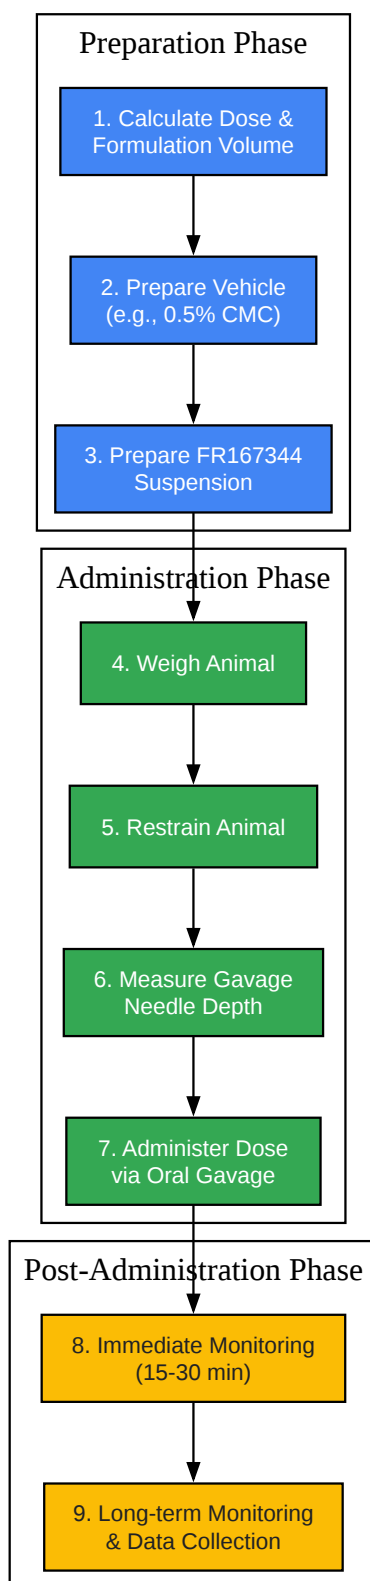 Preparation Phase
1. Calculate Dose &
Formulation Volume
2. Prepare Vehicle
(e.g., 0.5% CMC)
3. Prepare FR167344
Suspension
Administration Phase
4. Weigh Animal
5. Restrain Animal
6. Measure Gavage
Needle Depth
7. Administer Dose
via Oral Gavage
Post-Administration Phase
8. Immediate Monitoring
(15-30 min)
9. Long-term Monitoring
& Data Collection